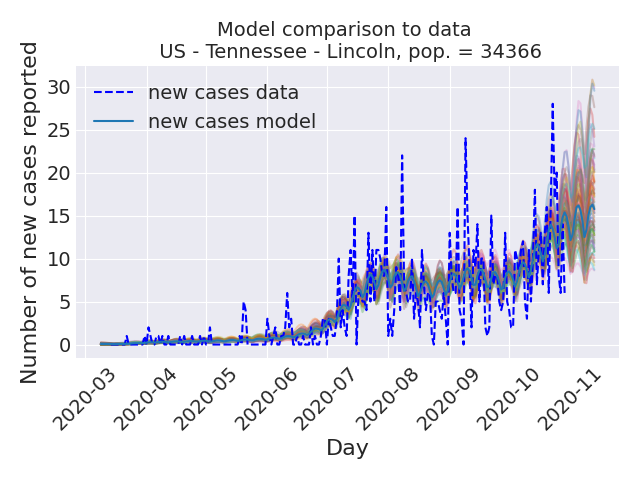 Model comparison to data
US - Tennessee - Lincoln, pop. = 34366
Number of new cases reported
30
25
20
15
10
5
0
new cases data
new cases model
2020-03
2020-04
2020-05
2020-06
2020-07
2020-08
2020-09
2020-10
2020-11
Day